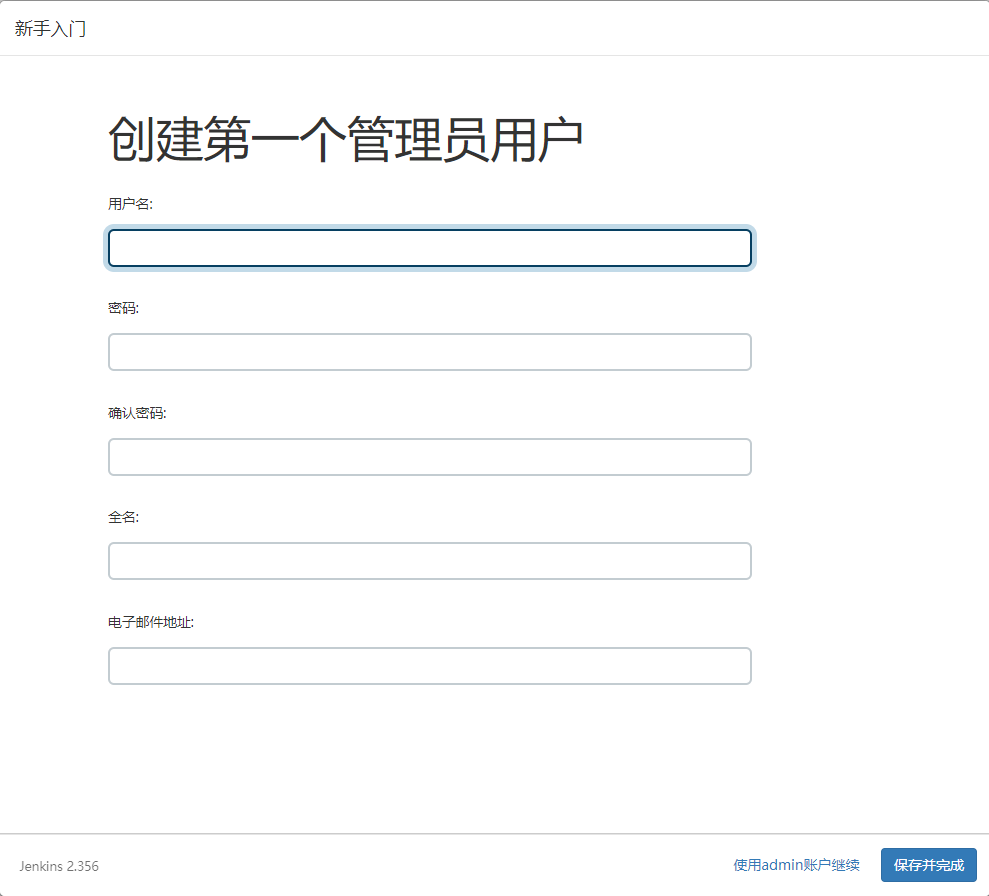 新手入门
创建第一个管理员用户
用户名:
密码:
确认密码:
全名:
电子邮件地址:
Jenkins 2.356
使用admin账户继续
保存并完成